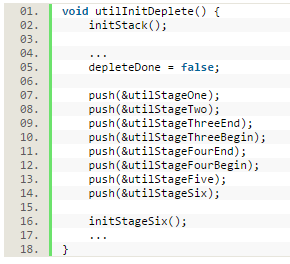 01. void utilInitDeplete() {
02. initStack();
03.
04. ...
05. depleteDone = false;
06.
07. push(&utilStageOne);
08. push(&utilStageTwo);
09. push(&utilStageThreeEnd);
10. push(&utilStageThreeBegin);
11. push(&utilStageFourEnd);
12. push(&utilStageFourBegin);
13. push(&utilStageFive);
14. push(&utilStageSix);
15.
16. initStageSix();
17. ...
18. }